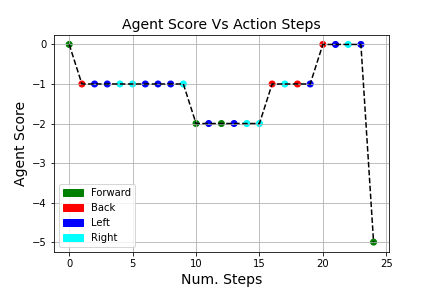 Agent Score Vs Action Steps
0
−1
−2
−3
−4
−5
Agent Score
Forward
Back
Left
Right
0 5 10 15 20 25
Num. Steps